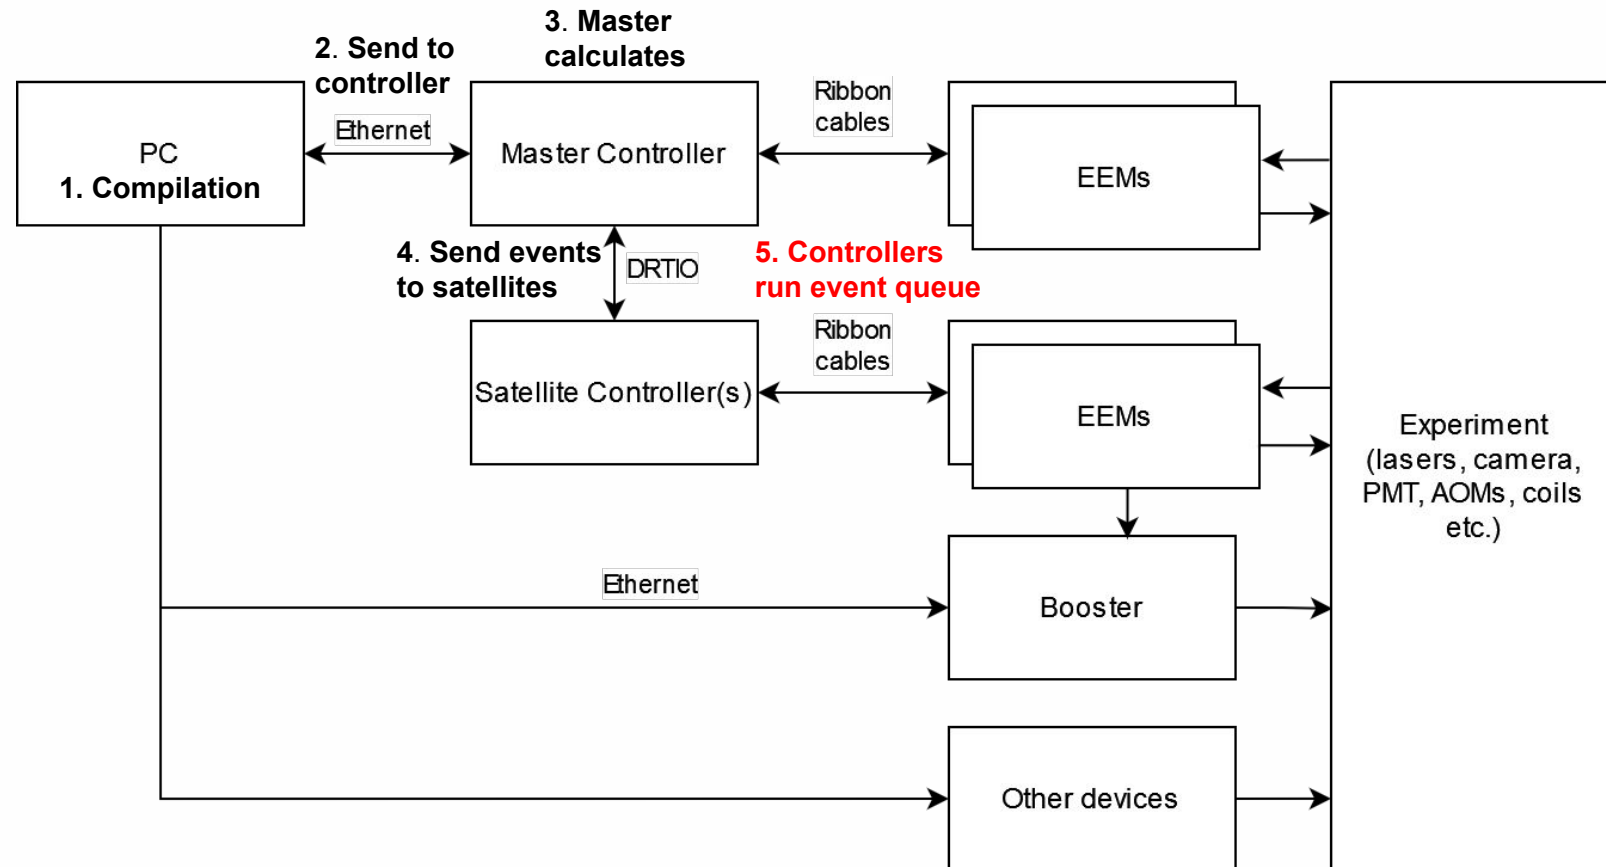 3. Master
calculates
2. Send to
controller
Ethernet
Ribbon
cables
PC
1. Compilation
Master Controller
EEMs
4. Send events
to satellites
DRTIO
5. Controllers
run event queue
Ribbon
cables
Satellite Controller(s)
EEMs
Experiment
(lasers, camera,
PMT, AOMs, coils
etc.)
Ethernet
Booster
Other devices